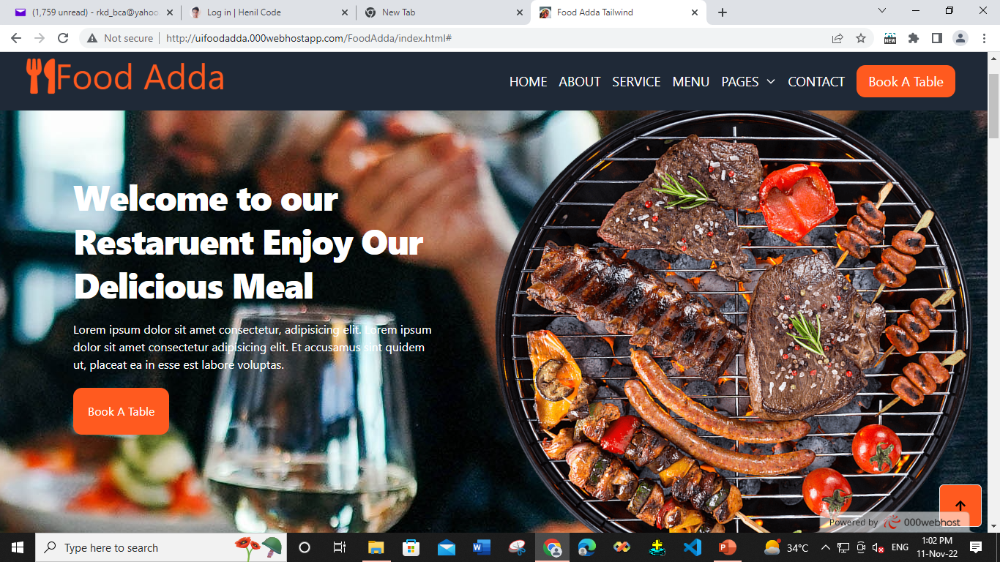 (1,759 unread) - rkd_bca@yahoo
Log in | Henil Code
New Tab
Food Adda Tailwind
Not secure
http://uifoodadda.000webhostapp.com/FoodAdda/index.html#
NEW
Food Adda
HOME
ABOUT
SERVICE
MENU
PAGES
CONTACT
Book A Table
Welcome to our
Restaruent Enjoy Our
Delicious Meal
Lorem ipsum dolor sit amet consectetur, adipisicing elit. Lorem ipsum
dolor sit amet consectetur adipisicing elit. Et accusamus sint quidem
ut, placeat ea in esse est labore voluptas.
Book A Table
Powered by 000webhost
Type here to search
34°C
ENG
1:02 PM
11-Nov-22